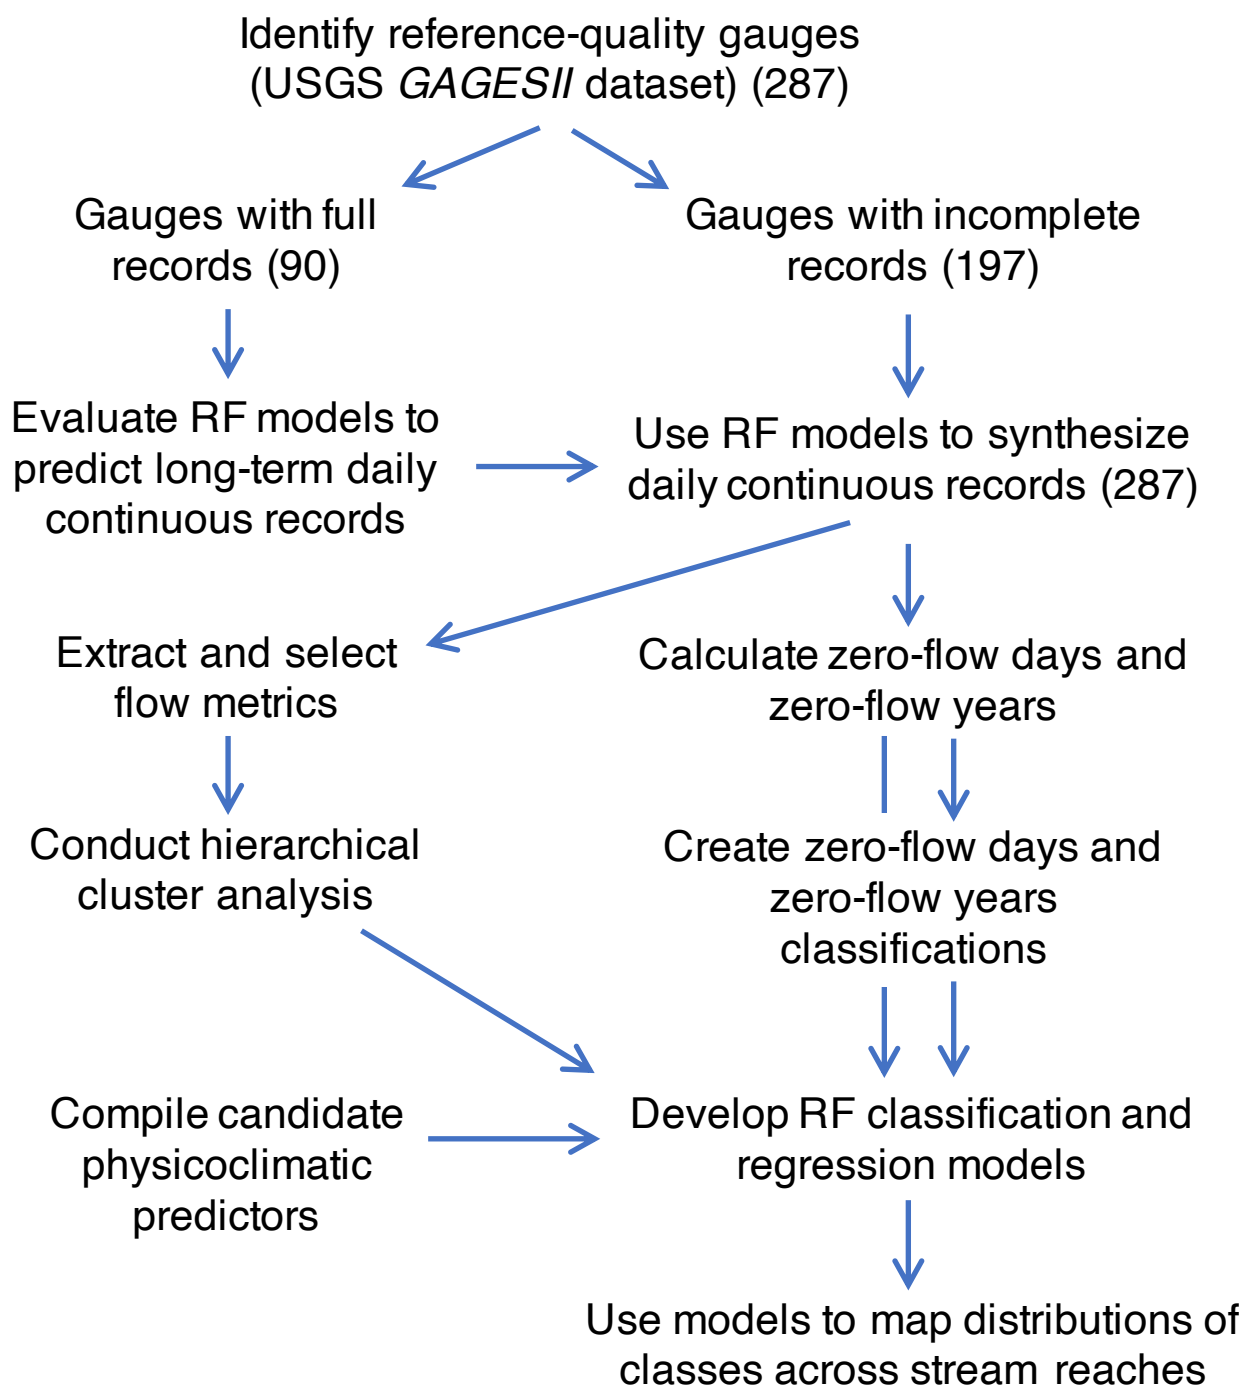 Identify reference-quality gauges
(USGS GAGESII dataset) (287)
Gauges with full
records (90)
Gauges with incomplete
records (197)
Evaluate RF models to
predict long-term daily
continuous records
Use RF models to synthesize
daily continuous records (287)
Extract and select
flow metrics
Calculate zero-flow days and
zero-flow years
Conduct hierarchical
cluster analysis
Create zero-flow days and
zero-flow years
classifications
Compile candidate
physicoclimatic
predictors
Develop RF classification and
regression models
Use models to map distributions of
classes across stream reaches